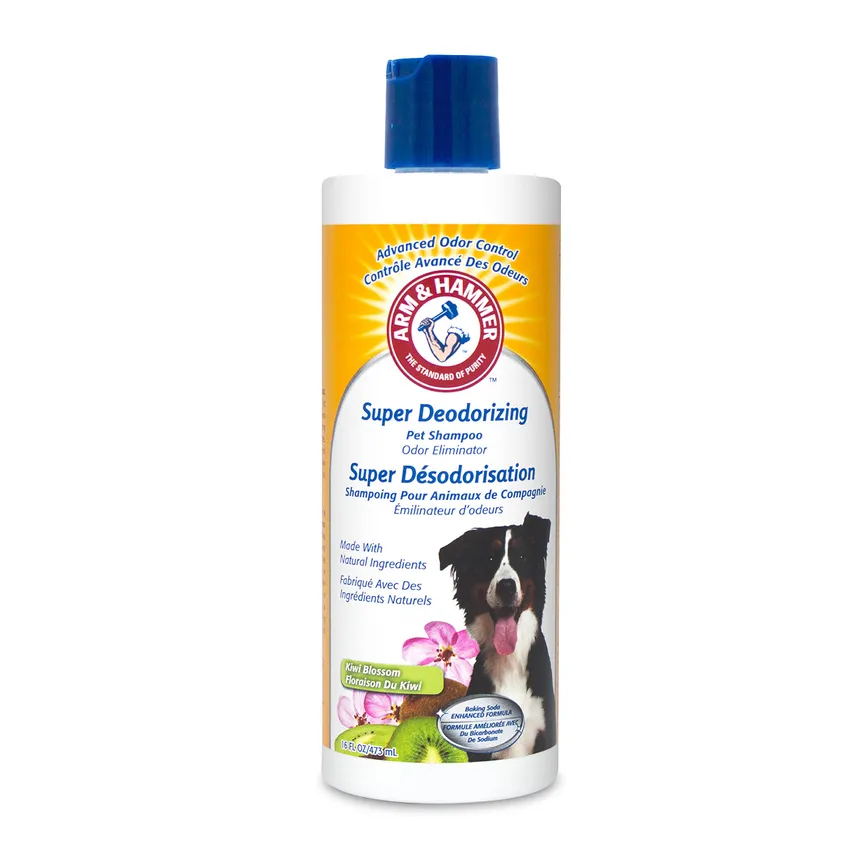 Advanced Odor Control
Contrôle Avancé Des Odeurs
ARM & HAMMER
THE STANDARD OF PURITY
TM
Super Deodorizing
Pet Shampoo
Odor Eliminator
Super Désodorisation
Shampoing Pour Animaux de Compagnie
Émilinateur d'odeurs
Made With
Natural Ingredients
Fabriqué Avec Des
Ingrédients Naturels
Kiwi Blossom
Floraison Du Kiwi
Baking Soda
ENHANCED FORMULA
FORMULE AMÉLIORÉE AVEC
Du Bicarbonate
De Sodium
16 FL OZ/473 mL